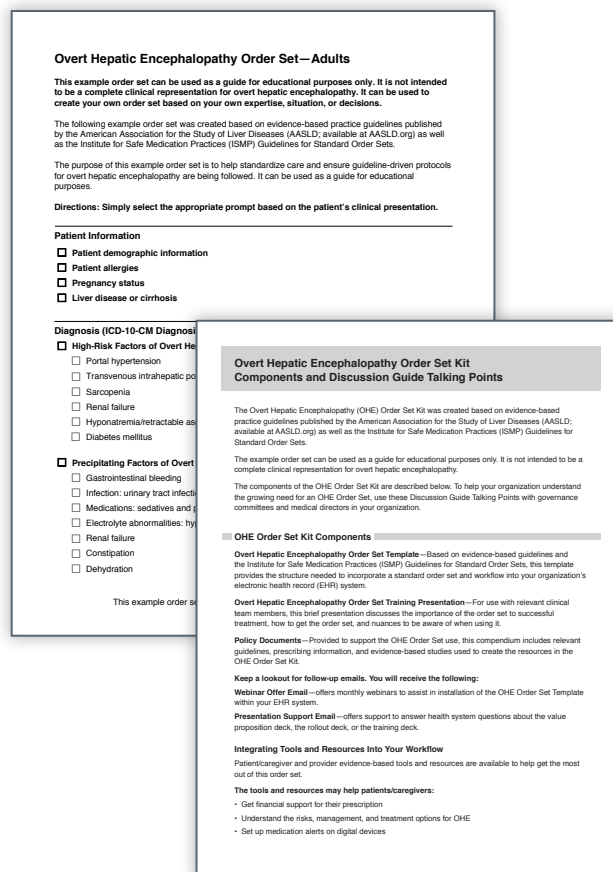 Overt Hepatic Encephalopathy Order Set—Adults
This example order set can be used as a guide for educational purposes only. It is not intended
to be a complete clinical representation for overt hepatic encephalopathy. It can be used to
create your own order set based on your own expertise, situation, or decisions.
The following example order set was created based on evidence-based practice guidelines published
by the American Association for the Study of Liver Diseases (AASLD; available at AASLD.org) as well
as the Institute for Safe Medication Practices (ISMP) Guidelines for Standard Order Sets.
The purpose of this example order set is to help standardize care and ensure guideline-driven protocols
for overt hepatic encephalopathy are being followed. It can be used as a guide for educational
purposes.
Directions: Simply select the appropriate prompt based on the patient's clinical presentation.
Patient Information
Patient demographic information
Patient allergies
Pregnancy status
Liver disease or cirrhosis
Diagnosis (ICD-10-CM Diagnosi
High-Risk Factors of Overt He
Portal hypertension
Transvenous intrahepatic po
Sarcopenia
Renal failure
Hyponatremia/retractable as
Diabetes mellitus
Precipitating Factors of Overt
Gastrointestinal bleeding
Infection: urinary tract infecti
Medications: sedatives and p
Electrolyte abnormalities: hy
Renal failure
Constipation
Dehydration
This example order s
Overt Hepatic Encephalopathy Order Set Kit
Components and Discussion Guide Talking Points
The Overt Hepatic Encephalopathy (OHE) Order Set Kit was created based on evidence-based
practice guidelines published by the American Association for the Study of Liver Diseases (AASLD;
available at AASLD.org) as well as the Institute for Safe Medication Practices (ISMP) Guidelines for
Standard Order Sets.
The example order set can be used as a guide for educational purposes only. It is not intended to be a
complete clinical representation for overt hepatic encephalopathy.
The components of the OHE Order Set Kit are described below. To help your organization understand
the growing need for an OHE Order Set, use these Discussion Guide Talking Points with governance
committees and medical directors in your organization.
OHE Order Set Kit Components
Overt Hepatic Encephalopathy Order Set Template—Based on evidence-based guidelines and
the Institute for Safe Medication Practices (ISMP) Guidelines for Standard Order Sets, this template
provides the structure needed to incorporate a standard order set and workflow into your organization's
electronic health record (EHR) system.
Overt Hepatic Encephalopathy Order Set Training Presentation—For use with relevant clinical
team members, this brief presentation discusses the importance of the order set to successful
treatment, how to get the order set, and nuances to be aware of when using it.
Policy Documents—Provided to support the OHE Order Set use, this compendium includes relevant
guidelines, prescribing information, and evidence-based studies used to create the resources in the
OHE Order Set Kit.
Keep a lookout for follow-up emails. You will receive the following:
Webinar Offer Email—offers monthly webinars to assist in installation of the OHE Order Set Template
within your EHR system.
Presentation Support Email—offers support to answer health system questions about the value
proposition deck, the rollout deck, or the training deck.
Integrating Tools and Resources Into Your Workflow
Patient/caregiver and provider evidence-based tools and resources are available to help get the most
out of this order set.
The tools and resources may help patients/caregivers:
• Get financial support for their prescription
• Understand the risks, management, and treatment options for OHE
• Set up medication alerts on digital devices